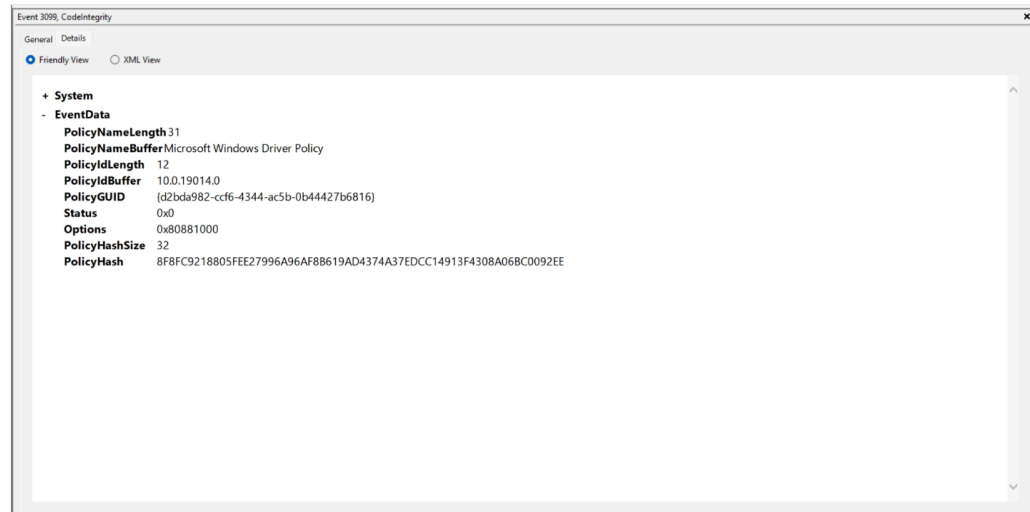 Event 3099, CodeIntegrity
General Details
Friendly View XML View
+ System
- EventData
PolicyNameLength 31
PolicyNameBuffer Microsoft Windows Driver Policy
PolicyIdLength 12
PolicyIdBuffer 10.0.19014.0
PolicyGUID {d2bda982-ccf6-4344-ac5b-0b44427b6816}
Status 0x0
Options 0x80881000
PolicyHashSize 32
PolicyHash 8F8FC9218805FEE27996A96AF8B619AD4374A37EDCC14913F4308A06BC0092EE